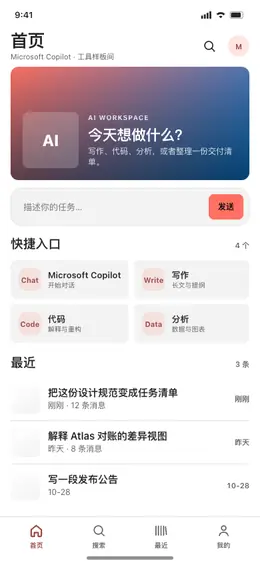 9:41
首页
Microsoft Copilot · 工具样板间
M
AI
AI WORKSPACE
今天想做什么?
写作、代码、分析，或者整理一份交付清
单。
描述你的任务...
发送
快捷入口
4 个
Chat
Microsoft Copilot
开始对话
Write
写作
长文与提纲
Code
代码
解释与重构
Data
分析
数据与图表
最近
3 条
把这份设计规范变成任务清单
刚刚 · 12 条消息
刚刚
解释 Atlas 对账的差异视图
昨天 · 8 条消息
昨天
写一段发布公告
10-28
10-28
首页
搜索
最近
我的